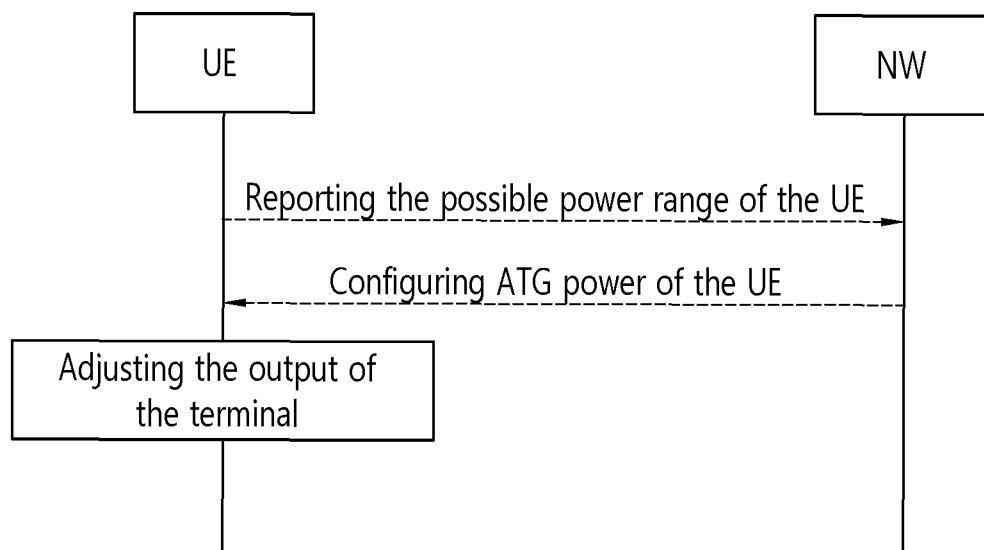 UE
NW
Reporting the possible power range of the UE
Configuring ATG power of the UE
Adjusting the output of
the terminal